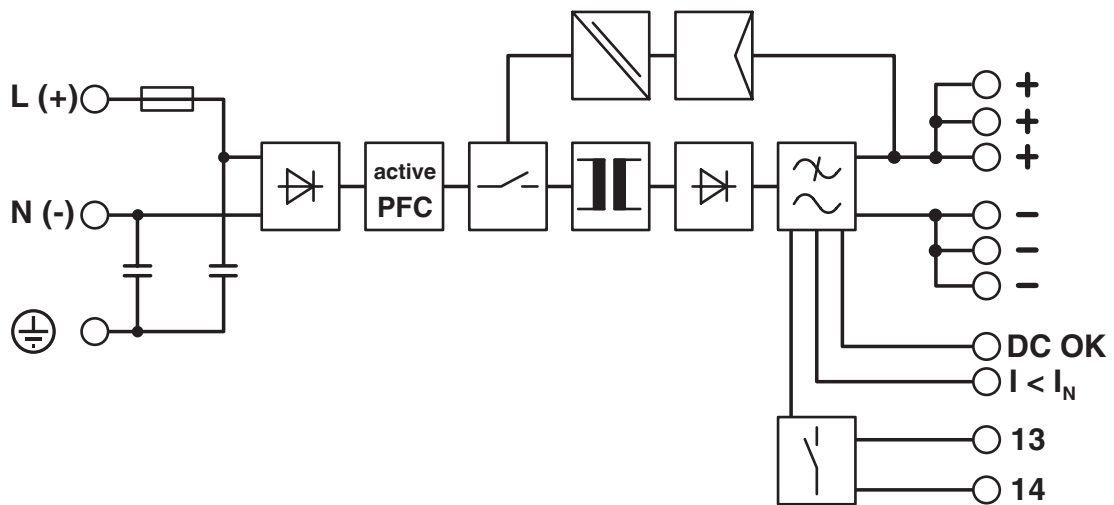 L (+)
N (-)
active
PFC
+
+
+
−
−
−
DC OK
I < I_N
13
14